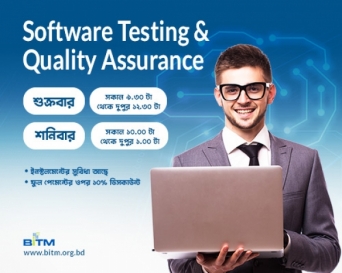 Software Testing &
Quality Assurance
শুক্রবার
সকাল ৯.৩০ টা
থেকে দুপুর ১২.৩০ টা
শনিবার
সকাল ১০.০০ টা
থেকে দুপুর ১.০০ টা
* ইনস্টলমেন্টের সুবিধা আছে
* ফুল পেমেন্টের ওপর ১০% ডিসকাউন্ট
BITM
www.bitm.org.bd